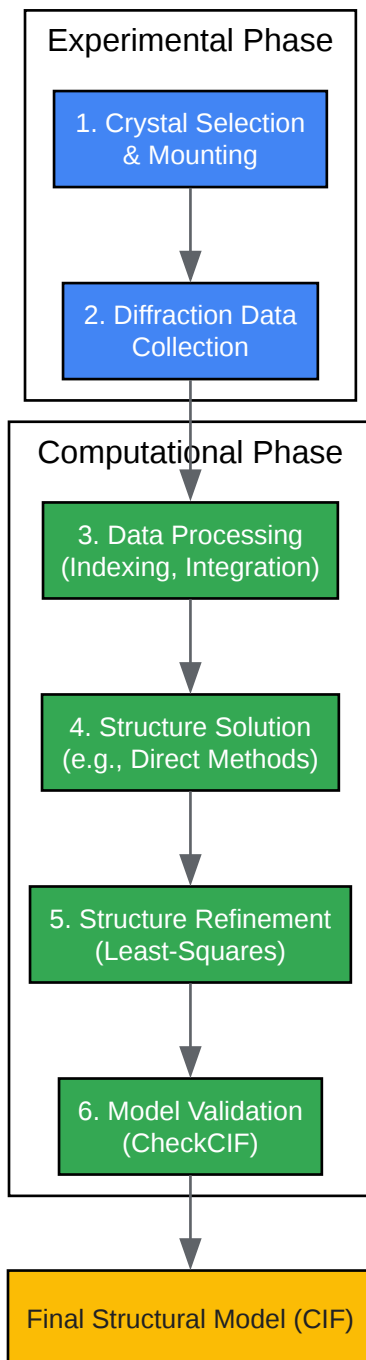 Experimental Phase
1. Crystal Selection
& Mounting
2. Diffraction Data
Collection
Computational Phase
3. Data Processing
(Indexing, Integration)
4. Structure Solution
(e.g., Direct Methods)
5. Structure Refinement
(Least-Squares)
6. Model Validation
(CheckCIF)
Final Structural Model (CIF)